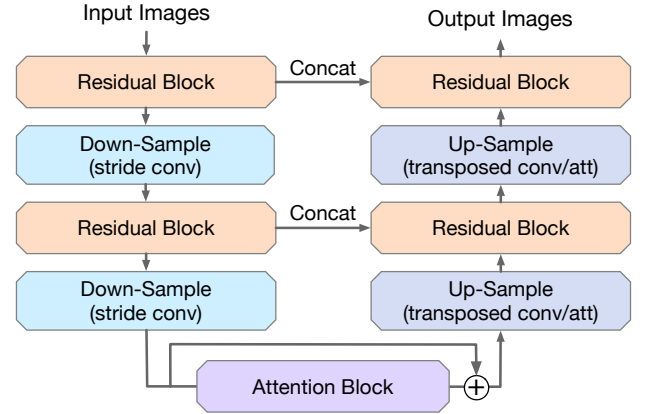 Input Images
Output Images
Residual Block
Concat
Residual Block
Down-Sample
(stride conv)
Up-Sample
(transposed conv/att)
Residual Block
Concat
Residual Block
Down-Sample
(stride conv)
Up-Sample
(transposed conv/att)
Attention Block
+